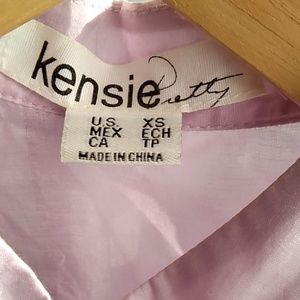 kensie Pretty
U.S. XS
MEX ECH
CA TP
MADE IN CHINA